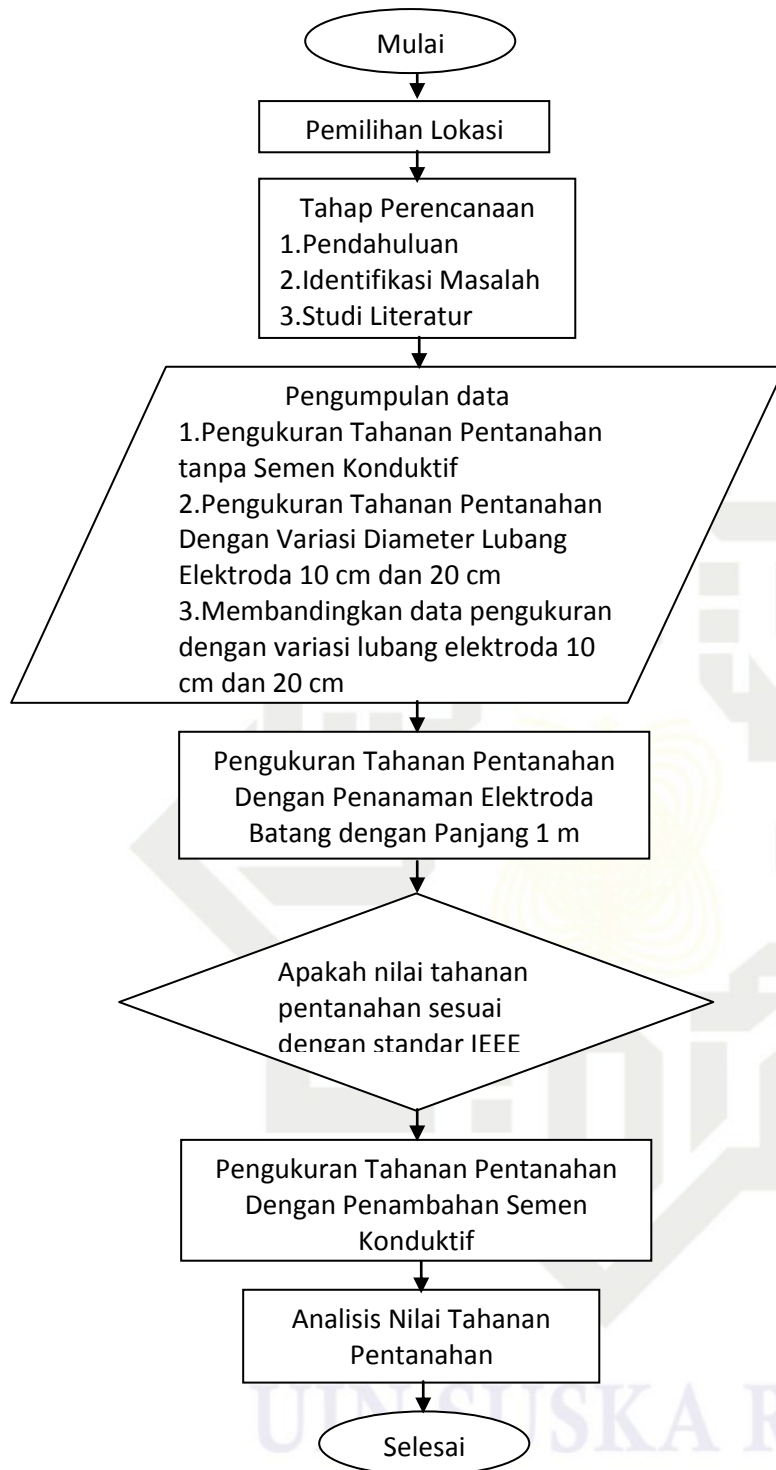 Mulai
Pemilihan Lokasi
Tahap Perencanaan
1.Pendahuluan
2.Identifikasi Masalah
3.Studi Literatur
Pengumpulan data
1.Pengukuran Tahanan Pentanahan
tanpa Semen Konduktif
2.Pengukuran Tahanan Pentanahan
Dengan Variasi Diameter Lubang
Elektroda 10 cm dan 20 cm
3.Membandingkan data pengukuran
dengan variasi lubang elektroda 10
cm dan 20 cm
Pengukuran Tahanan Pentanahan
Dengan Penanaman Elektroda
Batang dengan Panjang 1 m
Apakah nilai tahanan
pentanahan sesuai
dengan standar IEEE
Pengukuran Tahanan Pentanahan
Dengan Penambahan Semen
Konduktif
Analisis Nilai Tahanan
Pentanahan
UIN SUSKA R
Selesai